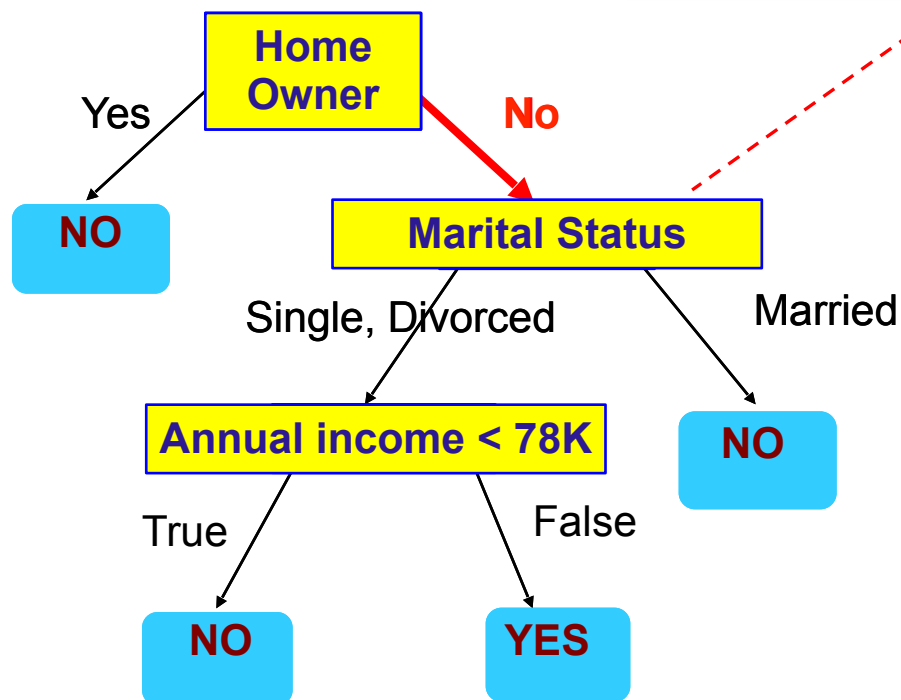 Home
Owner
Yes
No
NO
Marital Status
Single, Divorced
Married
Annual income < 78K
NO
True
False
NO
YES